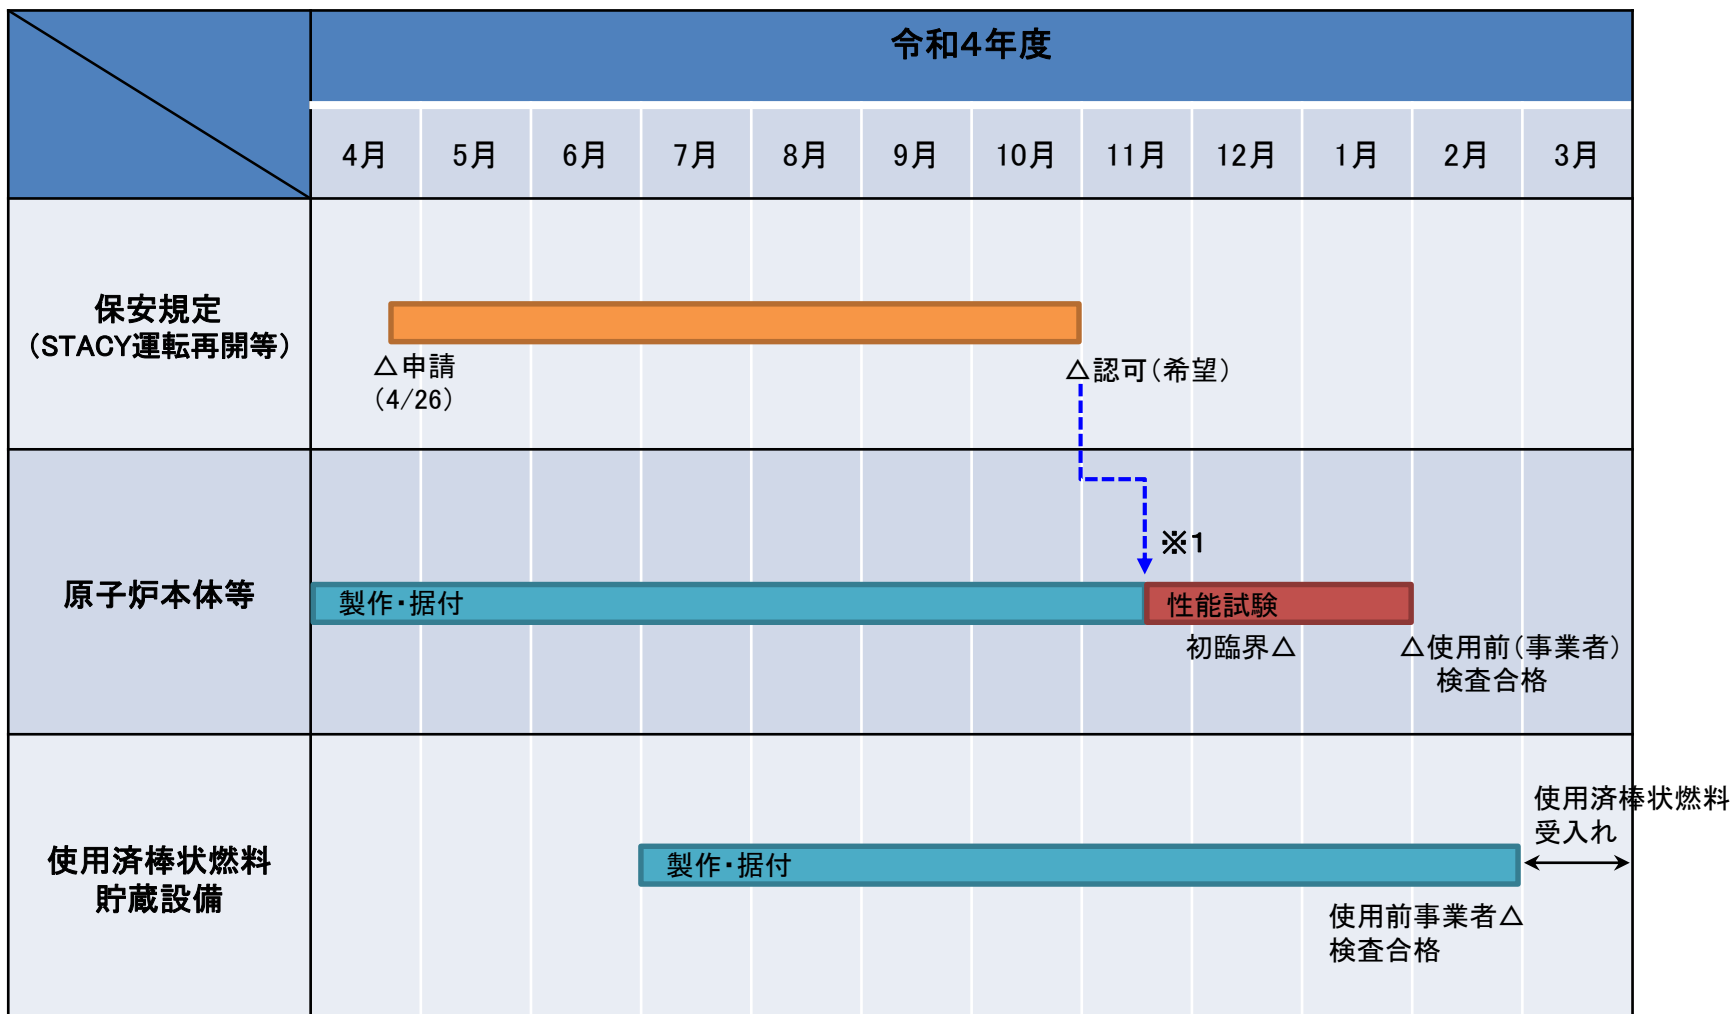 令和4年度
4月 5月 6月 7月 8月 9月 10月 11月 12月 1月 2月 3月
保安規定
（STACY運転再開等）
△申請
(4/26)
△認可（希望）
原子炉本体等
※1
製作・据付
性能試験
初臨界△
△使用前（事業者）
検査合格
使用済棒状燃料
貯蔵設備
製作・据付
使用済棒状燃料
受入れ
使用前事業者△
検査合格